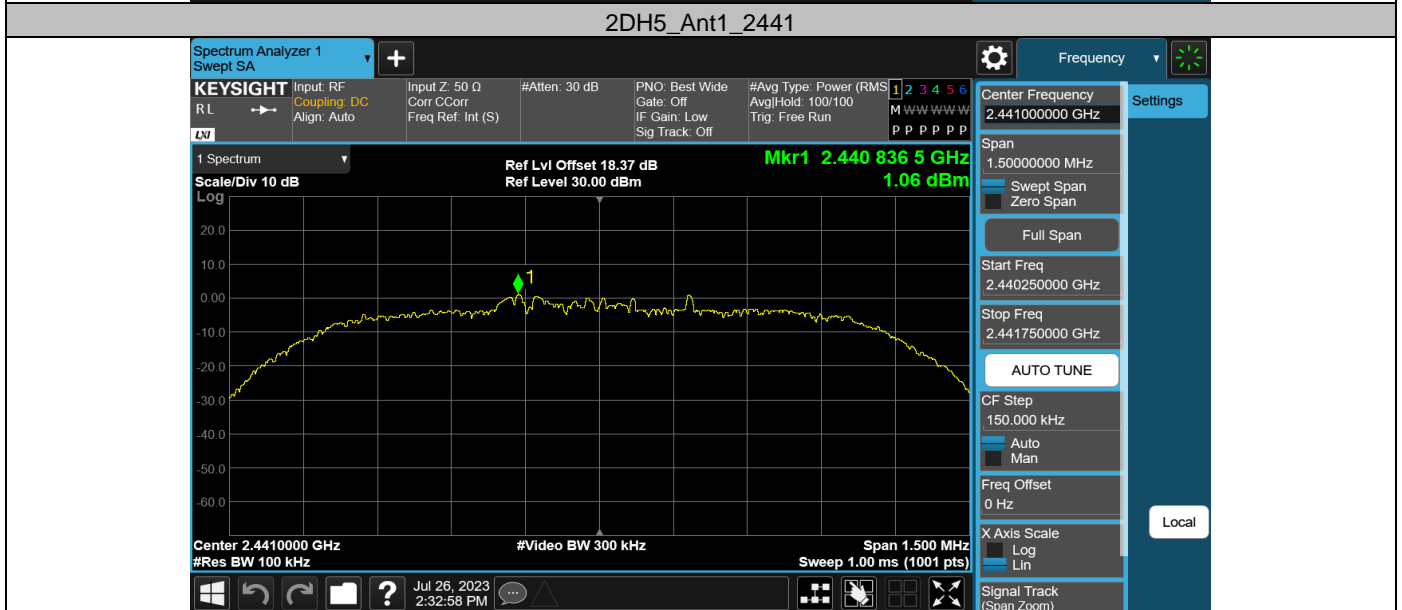 2DH5_Ant1_2441
Spectrum Analyzer 1
Swept SA
Frequency
KEYSIGHT
RL
LXI
Input: RF
Coupling: DC
Align: Auto
Input Z: 50 Ω
Corr CCorr
Freq Ref: Int (S)
#Atten: 30 dB
PNO: Best Wide
Gate: Off
IF Gain: Low
Sig Track: Off
#Avg Type: Power (RMS
Avg|Hold: 100/100
Trig: Free Run
1 2 3 4 5 6
M W W W W W
P P P P P P
1 Spectrum
Scale/Div 10 dB
Log
Ref Lvl Offset 18.37 dB
Ref Level 30.00 dBm
Mkr1 2.440 836 5 GHz
1.06 dBm
20.0
10.0
0.00
-10.0
-20.0
-30.0
-40.0
-50.0
-60.0
1
Center 2.4410000 GHz
#Res BW 100 kHz
#Video BW 300 kHz
Span 1.500 MHz
Sweep 1.00 ms (1001 pts)
Jul 26, 2023
2:32:58 PM
Center Frequency
2.441000000 GHz
Span
1.50000000 MHz
Swept Span
Zero Span
Full Span
Start Freq
2.440250000 GHz
Stop Freq
2.441750000 GHz
AUTO TUNE
CF Step
150.000 kHz
Auto
Man
Freq Offset
0 Hz
X Axis Scale
Log
Lin
Signal Track
(Span Zoom)
Settings
Local